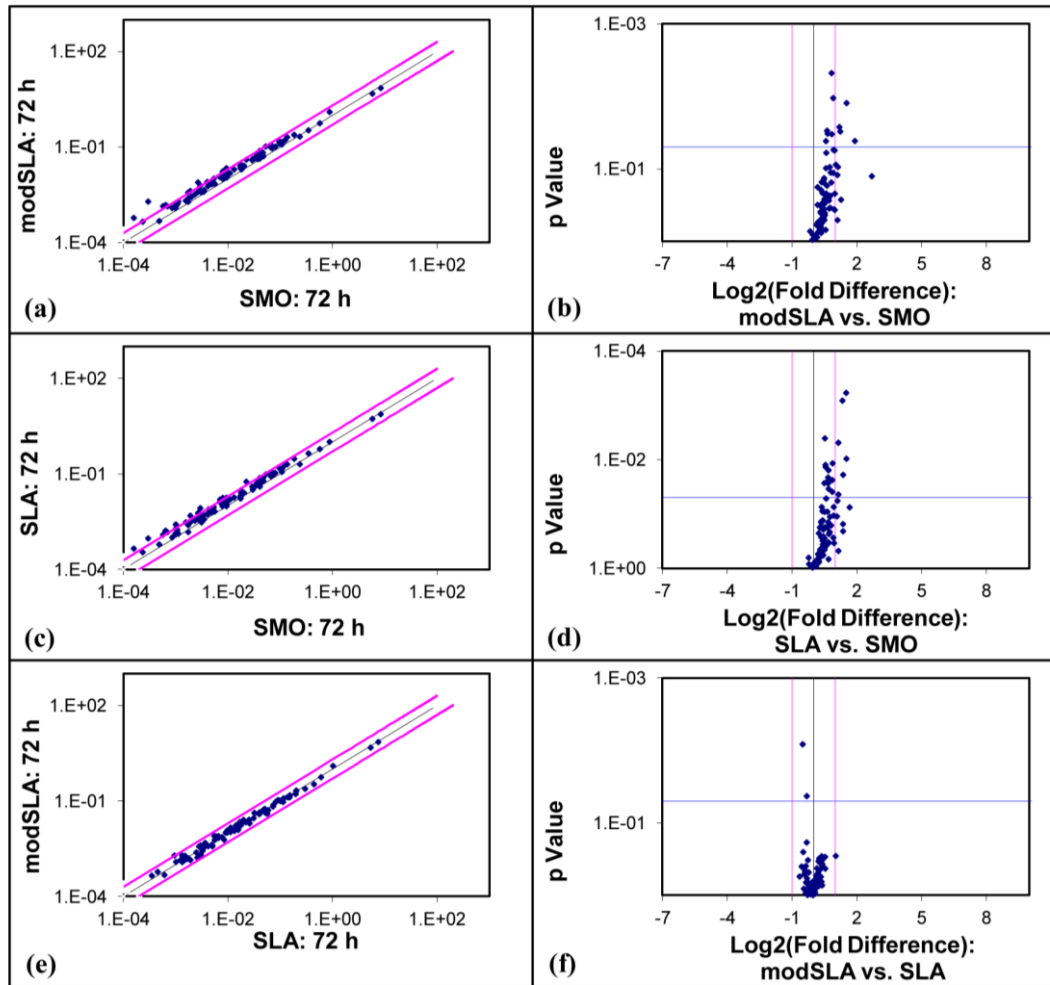 modSLA: 72 h
1.E+02
1.E-01
1.E-04
1.E-04 1.E-02 1.E+00 1.E+02
SMO: 72 h
(a)
p Value
1.E-03
1.E-01
-7 -4 -1 2 5 8
Log2(Fold Difference):
modSLA vs. SMO
(b)
SLA: 72 h
1.E+02
1.E-01
1.E-04
1.E-04 1.E-02 1.E+00 1.E+02
SMO: 72 h
(c)
p Value
1.E-04
1.E-02
1.E+00
-7 -4 -1 2 5 8
Log2(Fold Difference):
SLA vs. SMO
(d)
modSLA: 72 h
1.E+02
1.E-01
1.E-04
1.E-04 1.E-02 1.E+00 1.E+02
SLA: 72 h
(e)
p Value
1.E-03
1.E-01
-7 -4 -1 2 5 8
Log2(Fold Difference):
modSLA vs. SLA
(f)